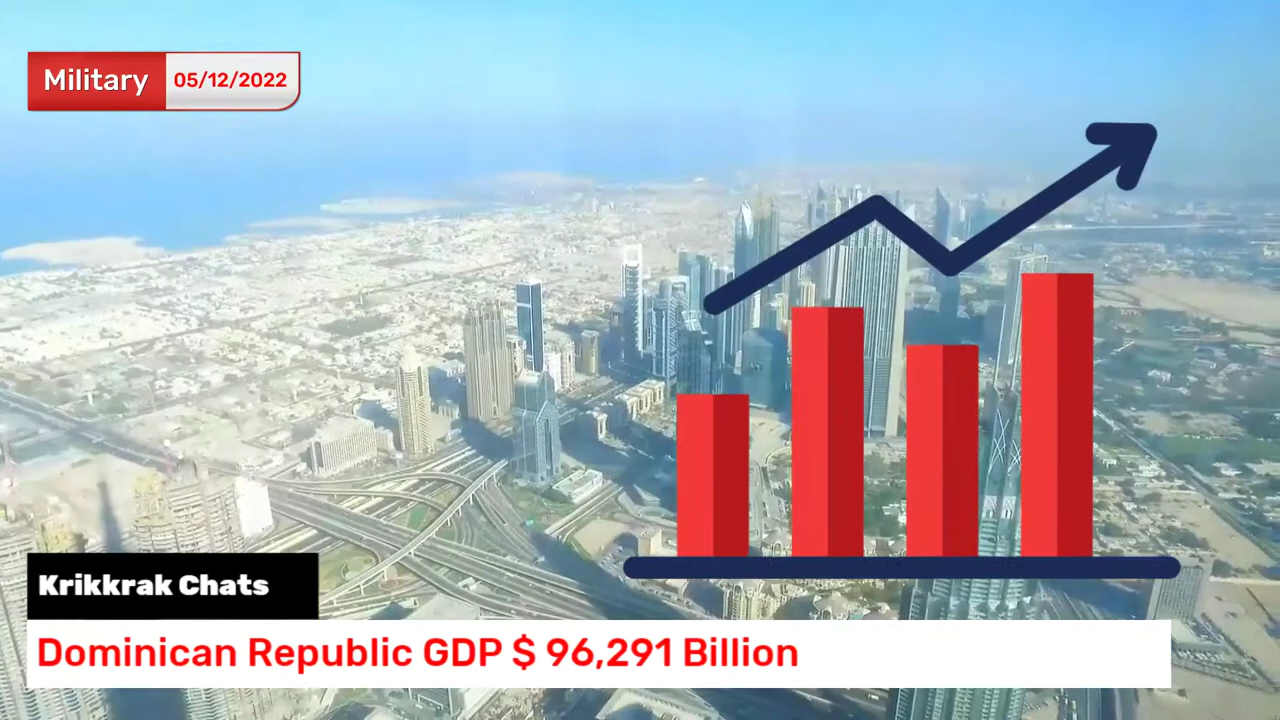 Military 05/12/2022
Krikkrak Chats
Dominican Republic GDP $ 96,291 Billion